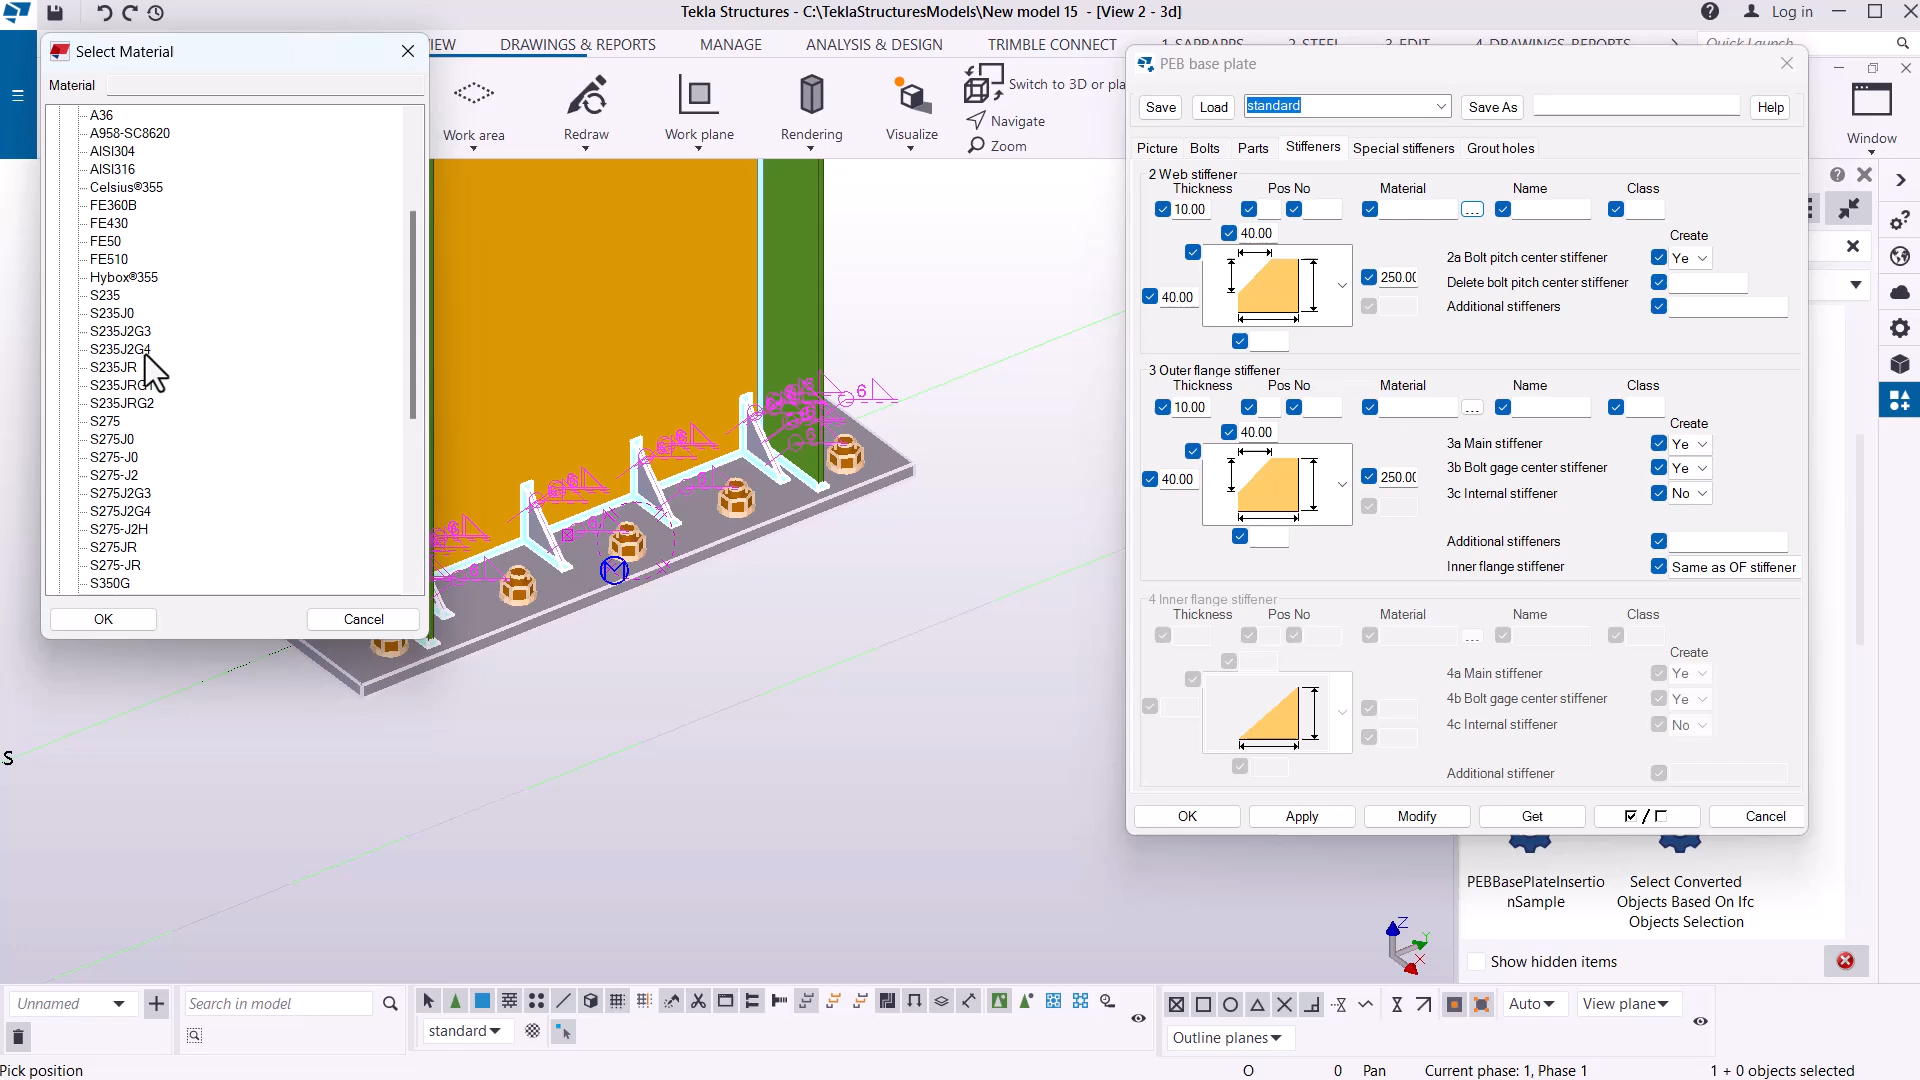 Tekla Structures - C:\TeklaStructuresModels\New model 15 - [View 2 - 3d]
Log in
Select Material
Material
A36
A958-SC8620
AISI304
AISI316
Celsius®355
FE360B
FE430
FE50
FE510
Hybox®355
S235
S235J0
S235J2G3
S235J2G4
S235JR
S235JRG1
S235JRG2
S275
S275J0
S275-J0
S275-J2
S275J2G3
S275J2G4
S275-J2H
S275JR
S275-JR
S350G
OK
Cancel
DRAWINGS & REPORTS
MANAGE
ANALYSIS & DESIGN
TRIMBLE CONNECT
Quick Launch
Work area
Redraw
Work plane
Rendering
Visualize
Switch to 3D or pla
Navigate
Zoom
Window
PEB base plate
Save
Load
standard
Save As
Help
Picture
Bolts
Parts
Stiffeners
Special stiffeners
Grout holes
2 Web stiffener
Thickness
Pos No
Material
Name
Class
10.00
...
40.00
Create
40.00
250.00
2a Bolt pitch center stiffener
Ye
Delete bolt pitch center stiffener
Additional stiffeners
3 Outer flange stiffener
Thickness
Pos No
Material
Name
Class
10.00
...
40.00
Create
40.00
250.00
3a Main stiffener
Ye
3b Bolt gage center stiffener
Ye
3c Internal stiffener
No
Additional stiffeners
Inner flange stiffener
Same as OF stiffener
4 Inner flange stiffener
Thickness
Pos No
Material
Name
Class
...
Create
4a Main stiffener
Ye
4b Bolt gage center stiffener
Ye
4c Internal stiffener
No
Additional stiffener
OK
Apply
Modify
Get
/
Cancel
PEBBasePlateInsertio
nSample
Select Converted
Objects Based On Ifc
Objects Selection
Show hidden items
S
Z
Y
X
Unnamed
Search in model
standard
Auto
View plane
Outline planes
Pick position
O
0
Pan
Current phase: 1, Phase 1
1 + 0 objects selected